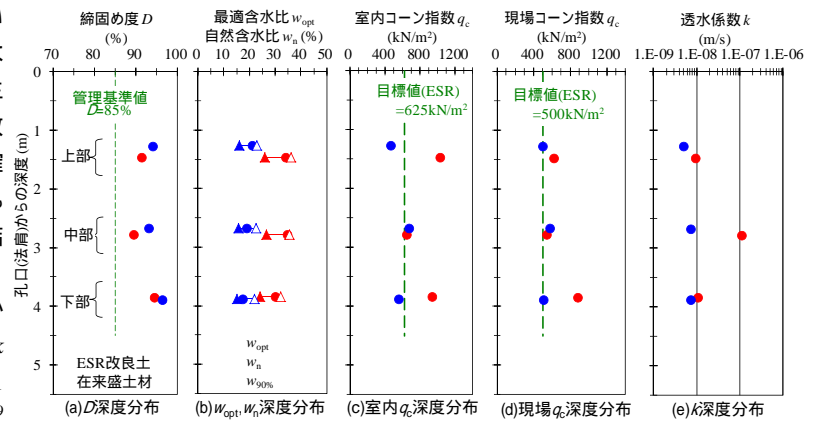 締固め度 D
(%)
70 80 90 100
0
1
2
3
4
5
孔口(法肩)からの深度 (m)
管理基準値
D=85%
上部
中部
下部
ESR改良土
在来盛土材
(a)D深度分布
最適含水比 wopt
自然含水比 wn (%)
0 10 20 30 40 50
wopt
wn
w90%
(b)wopt,wn深度分布
室内コーン指数 qc
(kN/m²)
0 400 800 1200
目標値(ESR)
=625kN/m²
(c)室内qc深度分布
現場コーン指数 qc
(kN/m²)
0 400 800 1200
目標値(ESR)
=500kN/m²
(d)現場qc深度分布
透水係数 k
(m/s)
1.E-09 1.E-08 1.E-07 1.E-06
(e)k深度分布